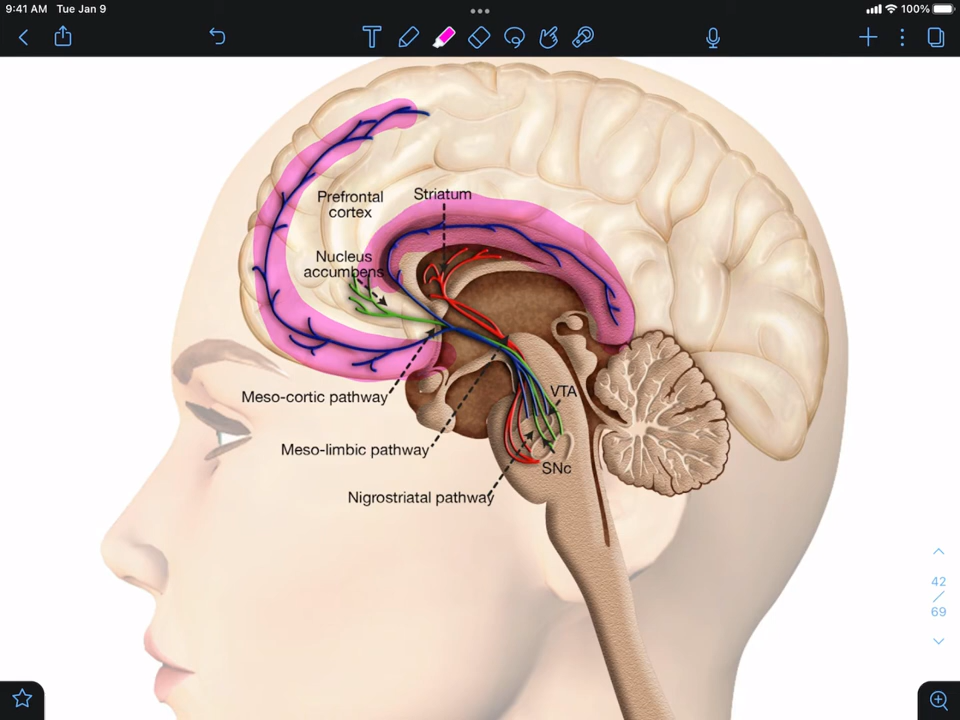 9:41 AM Tue Jan 9
100%
Prefrontal
cortex
Striatum
Nucleus
accumbens
Meso-cortic pathway
VTA
Meso-limbic pathway
SNc
Nigrostriatal pathway
42
/
69